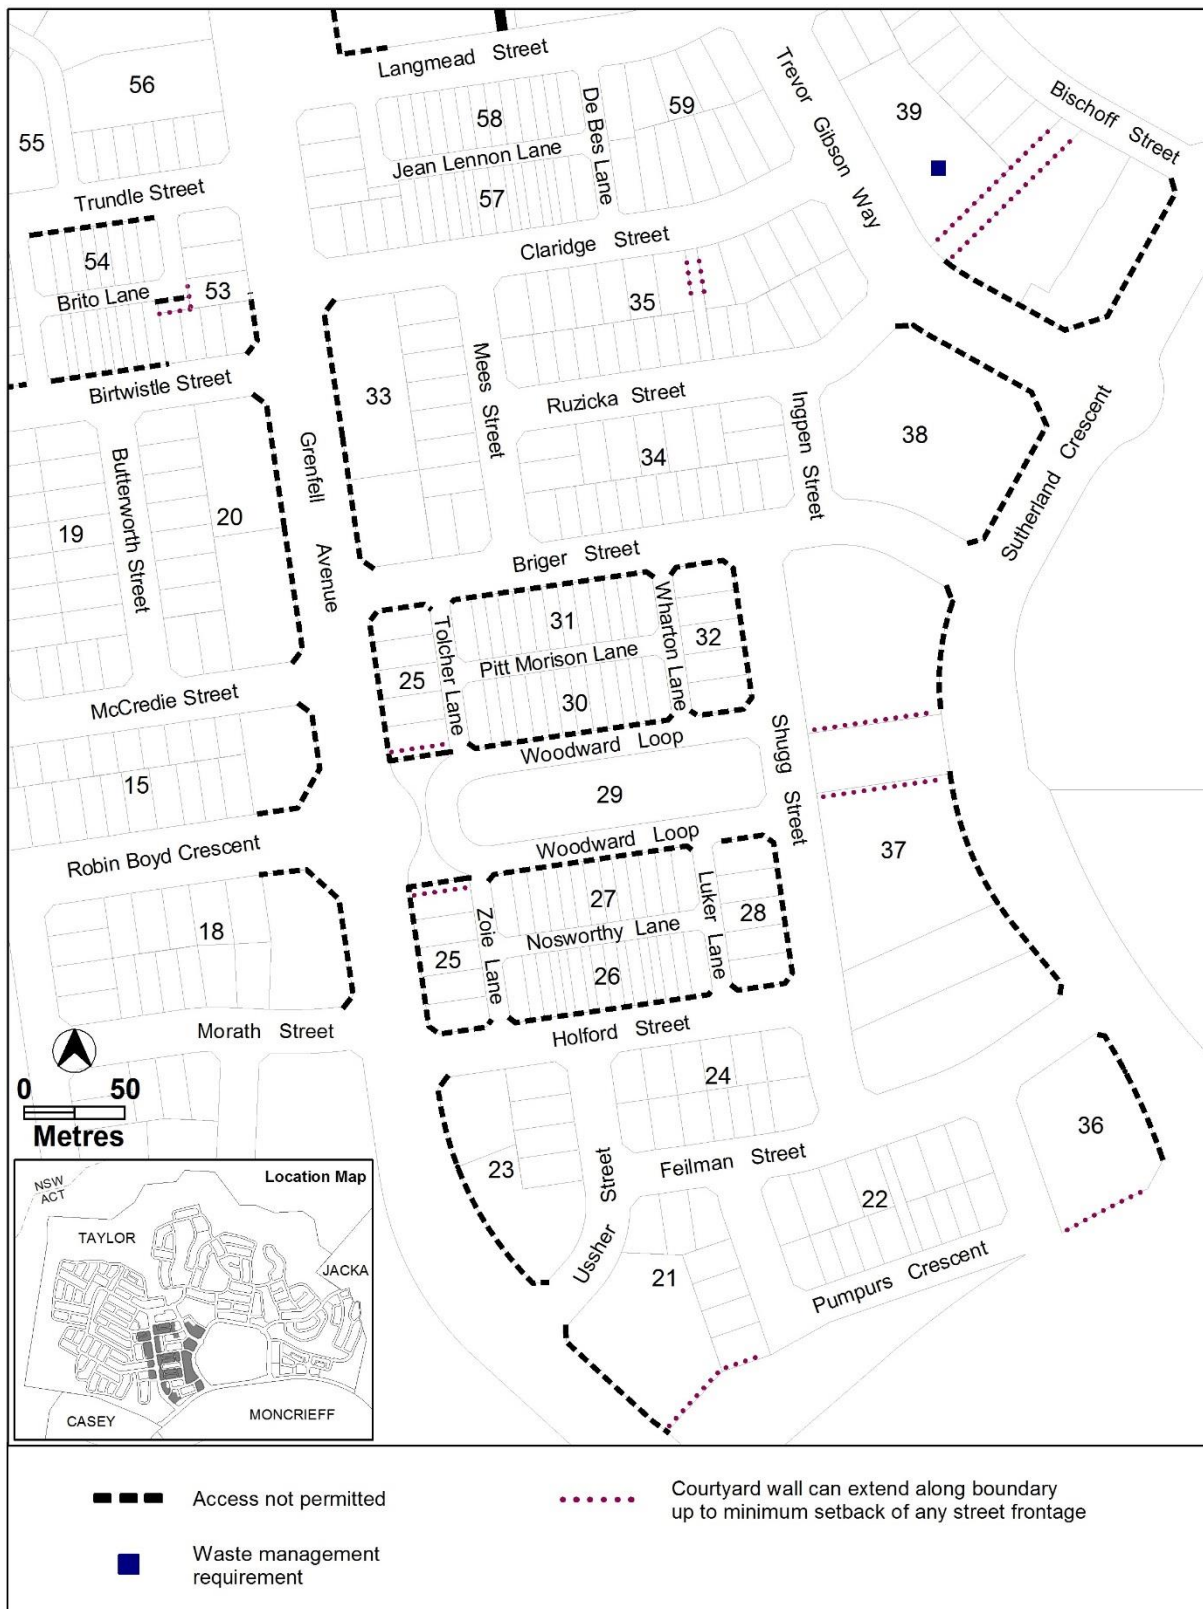 Langmead Street
56
58
59
39
Bischoff Street
Trevor Gibson Way
55
De Bes Lane
Jean Lennon Lane
57
Trundle Street
54
Brito Lane
53
Claridge Street
35
Birtwistle Street
33
Mees Street
Ruzicka Street
Ingpen Street
38
Sutherland Crescent
34
Grenfell Avenue
Butterworth Street
19
20
Briger Street
31
Wharton Lane
32
Tolcher Lane
25
Pitt Morison Lane
30
McCredie Street
Woodward Loop
Shugg Street
15
29
Robin Boyd Crescent
Woodward Loop
37
27
Luker Lane
28
18
Zoie Lane
25
Nosworthy Lane
26
Morath Street
Holford Street
24
0 50
Metres
23
Ussher Street
Feilman Street
22
36
21
Pumpurs Crescent
Location Map
NSW
ACT
TAYLOR
JACKA
CASEY
MONCRIEFF
Access not permitted
Courtyard wall can extend along boundary
up to minimum setback of any street frontage
Waste management
requirement